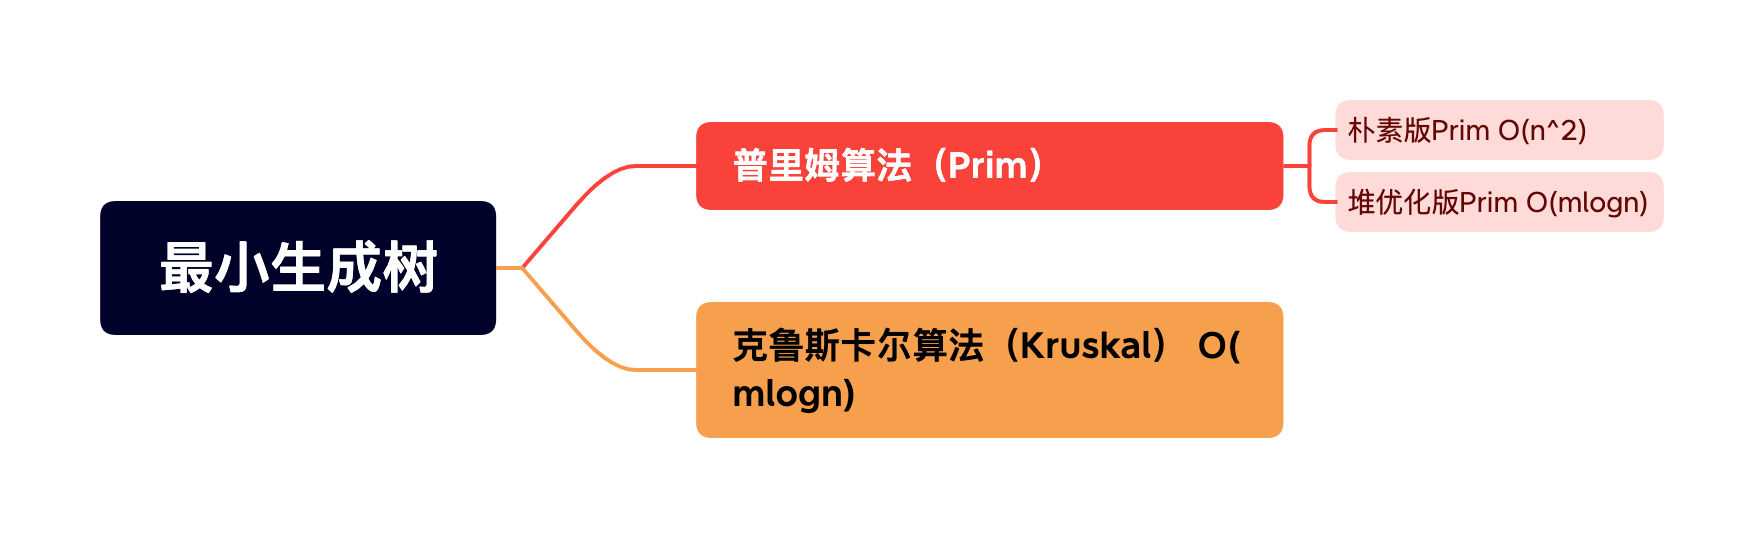 最小生成树
普里姆算法（Prim）
朴素版Prim O(n^2)
堆优化版Prim O(mlogn)
克鲁斯卡尔算法（Kruskal） O(
mlogn)